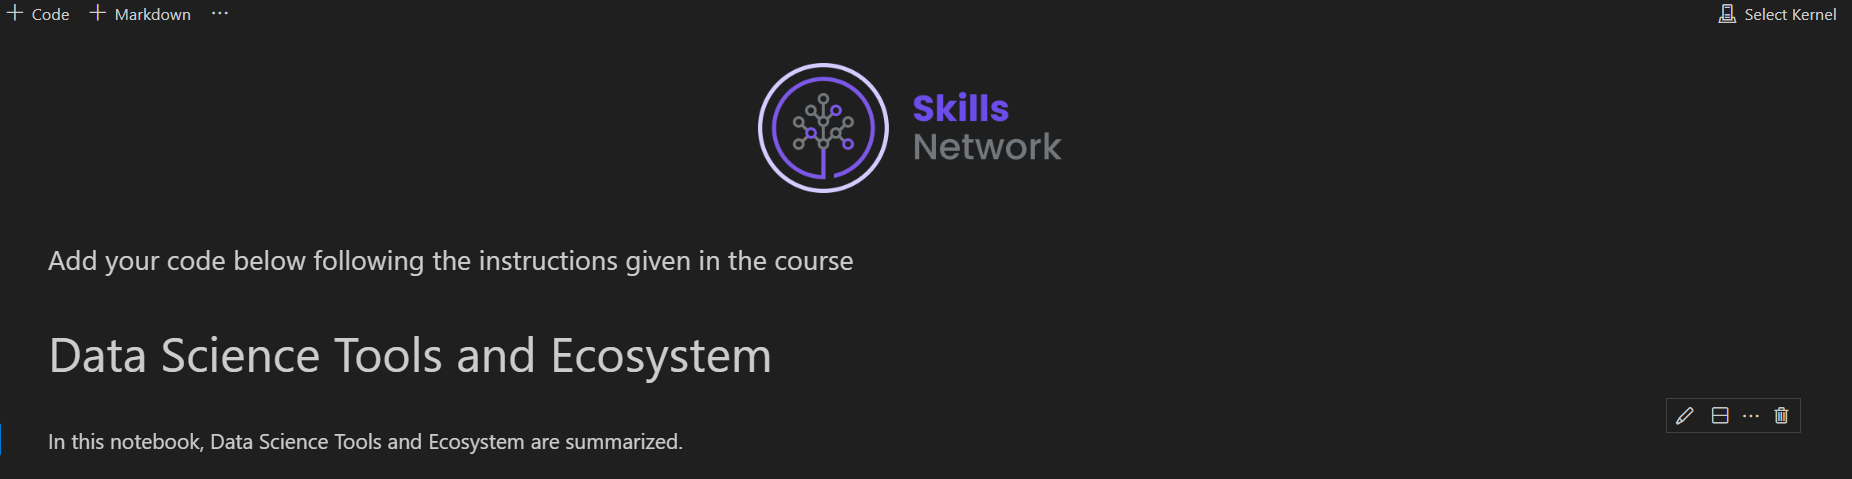 Code Markdown ... Select Kernel
Skills
Network
Add your code below following the instructions given in the course
Data Science Tools and Ecosystem
In this notebook, Data Science Tools and Ecosystem are summarized.